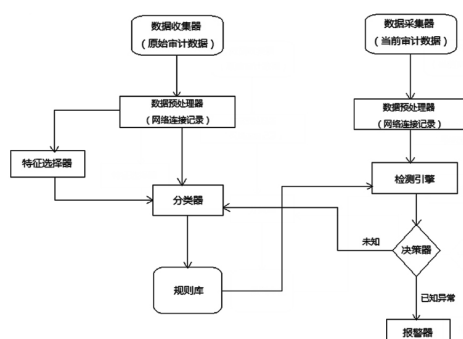 数据收集器
（原始审计数据）
数据采集器
（当前审计数据）
数据预处理器
（网络连接记录）
数据预处理器
（网络连接记录）
特征选择器
检测引擎
分类器
未知
决策器
规则库
已知异常
报警器